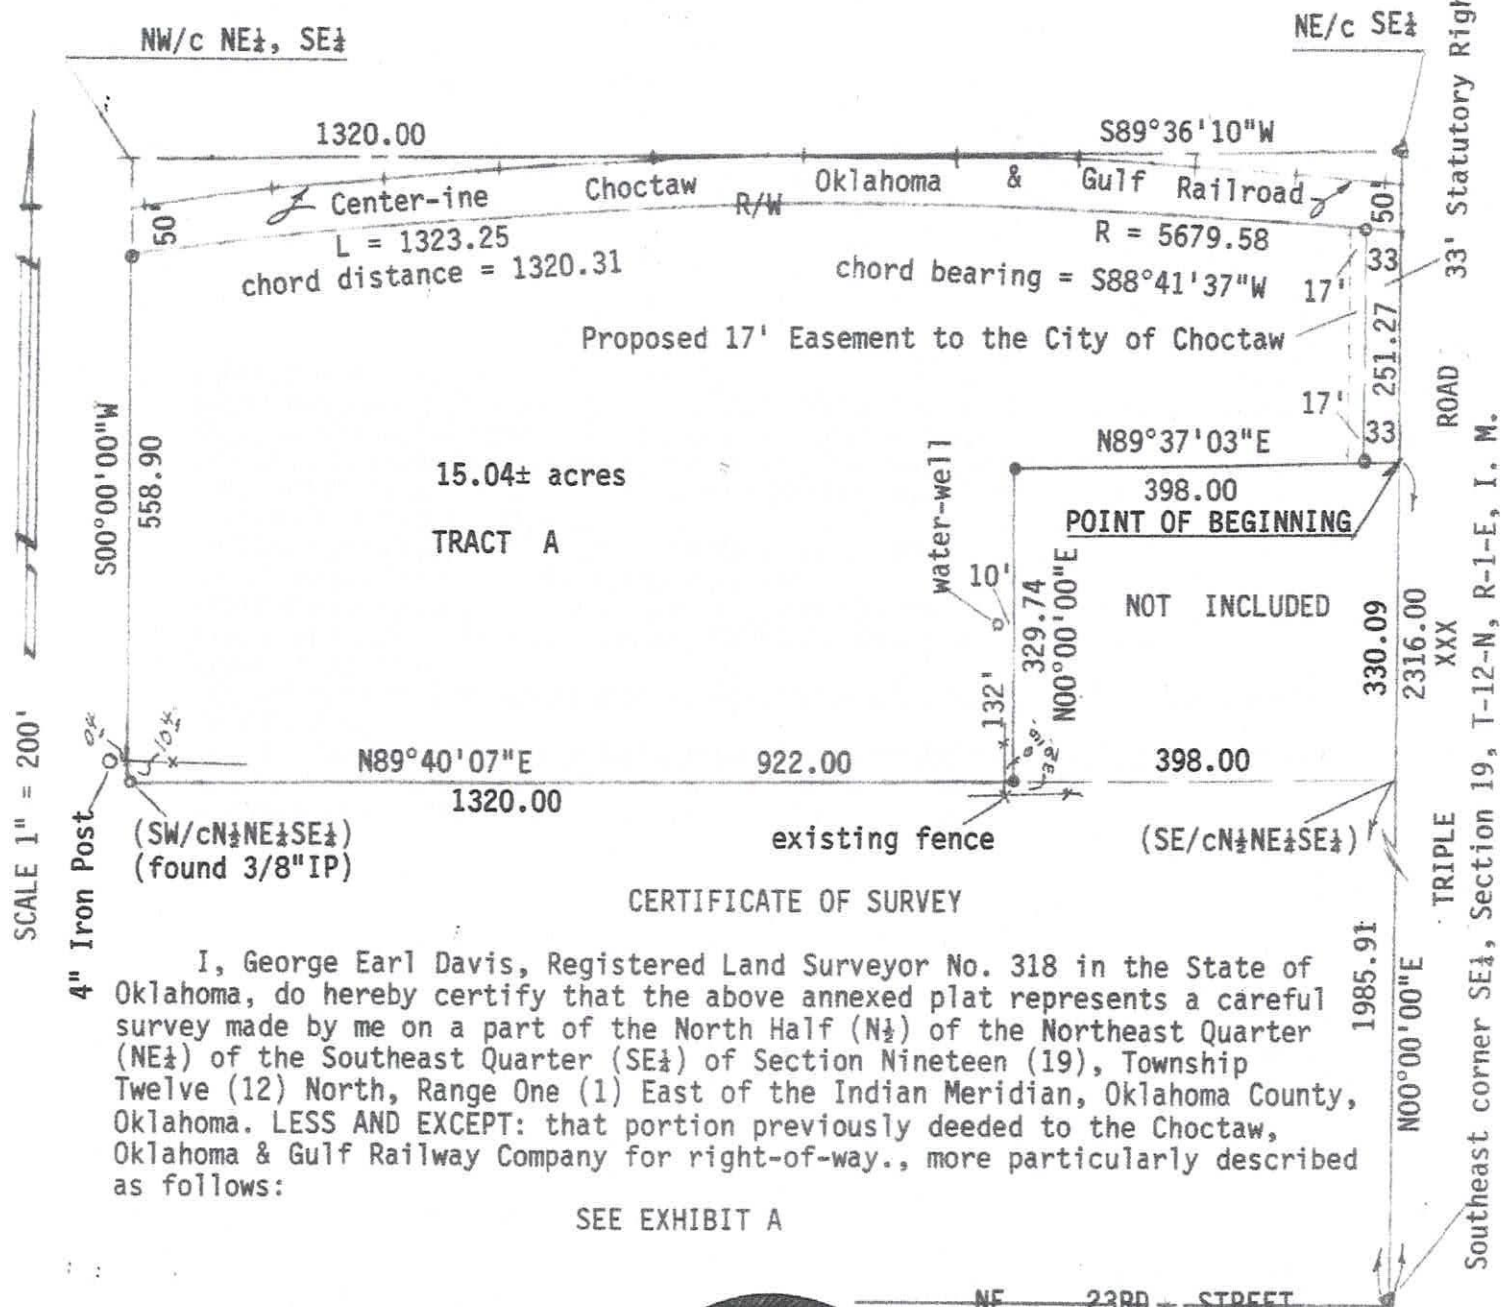 NW/c NE¼, SE¼
NE/c SE¼
33' Statutory Righ
1320.00
S89°36'10"W
Center-ine Choctaw Oklahoma & Gulf Railroad
R/W
50'
50'
L = 1323.25
R = 5679.58
chord distance = 1320.31
chord bearing = S88°41'37"W
33
17'
Proposed 17' Easement to the City of Choctaw
251.27
17'
33
S00°00'00"W
558.90
15.04± acres
TRACT A
water-well
10'
132'
N89°37'03"E
398.00
POINT OF BEGINNING
329.74
N00°00'00"E
NOT INCLUDED
330.09
2316.00
TRIPLE XXX ROAD
SCALE 1" = 200'
4" Iron Post
N89°40'07"E
922.00
398.00
1320.00
(SW/cN½NE¼SE¼)
(found 3/8"IP)
existing fence
(SE/cN½NE¼SE¼)
1985.91
N00°00'00"E
Southeast corner SE¼, Section 19, T-12-N, R-1-E, I. M.
CERTIFICATE OF SURVEY
I, George Earl Davis, Registered Land Surveyor No. 318 in the State of
Oklahoma, do hereby certify that the above annexed plat represents a careful
survey made by me on a part of the North Half (N½) of the Northeast Quarter
(NE¼) of the Southeast Quarter (SE¼) of Section Nineteen (19), Township
Twelve (12) North, Range One (1) East of the Indian Meridian, Oklahoma County,
Oklahoma. LESS AND EXCEPT: that portion previously deeded to the Choctaw,
Oklahoma & Gulf Railway Company for right-of-way., more particularly described
as follows:
SEE EXHIBIT A
NE 23RD STREET